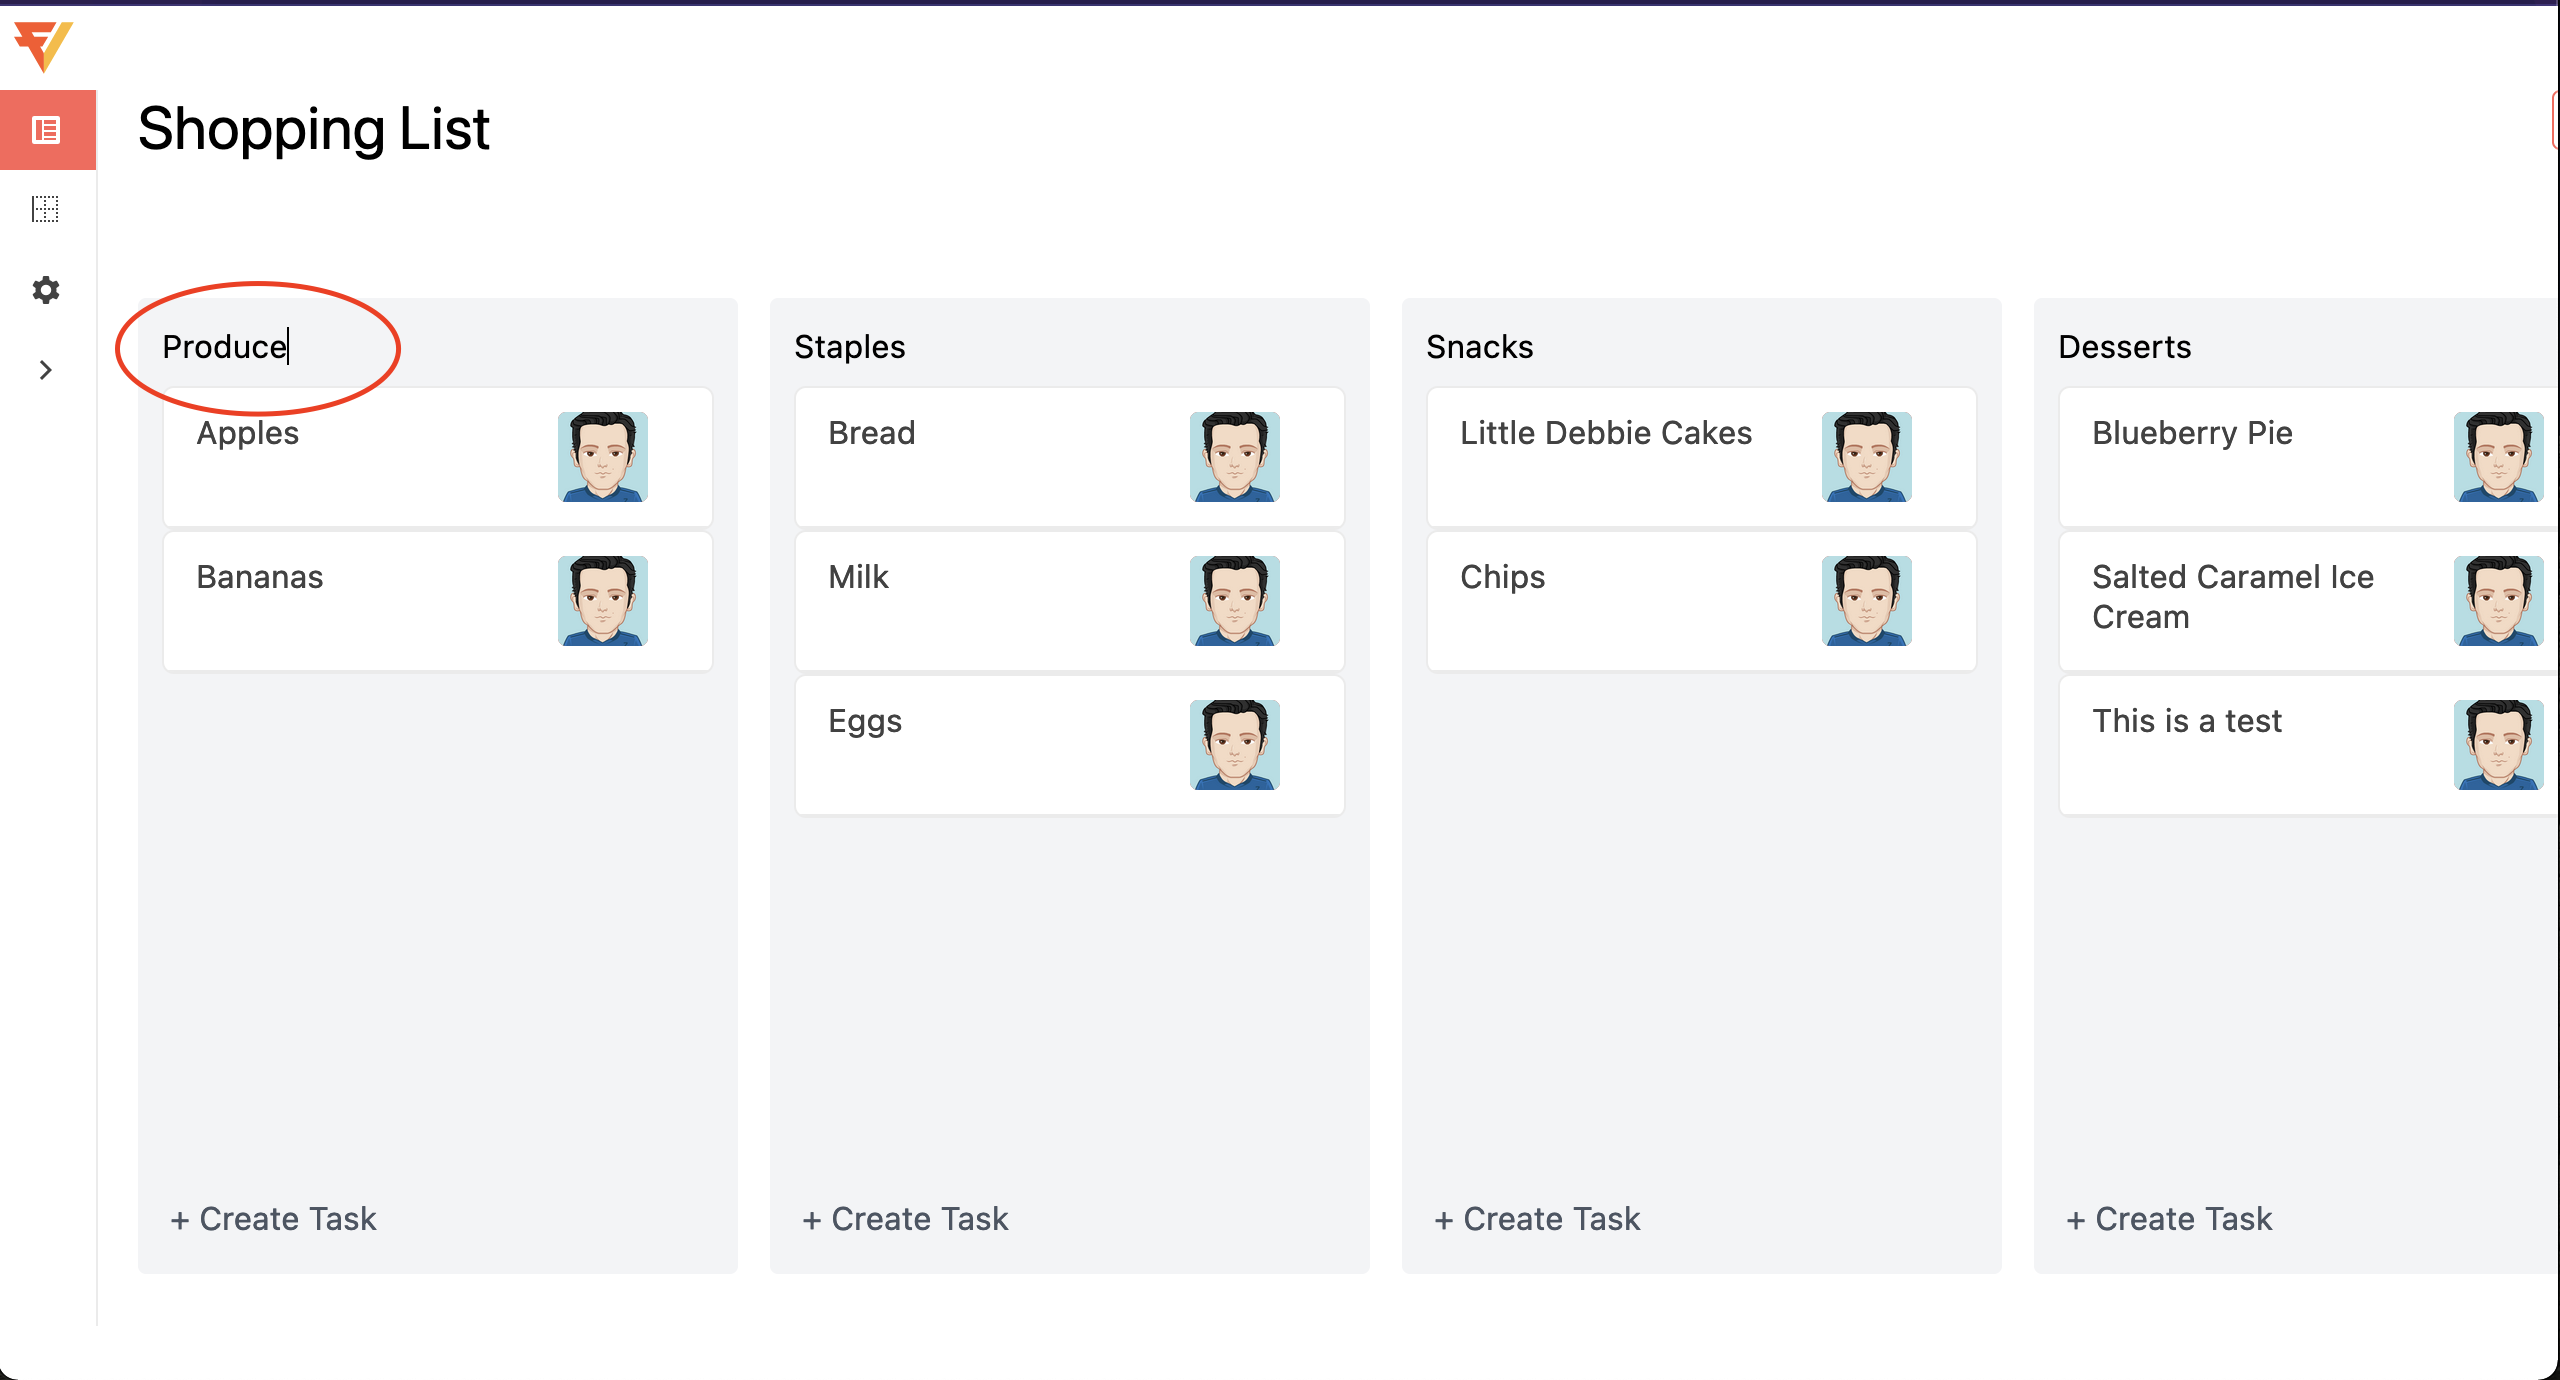 Shopping List
Produce
Apples
Bananas
+ Create Task
Staples
Bread
Milk
Eggs
+ Create Task
Snacks
Little Debbie Cakes
Chips
+ Create Task
Desserts
Blueberry Pie
Salted Caramel Ice
Cream
This is a test
+ Create Task